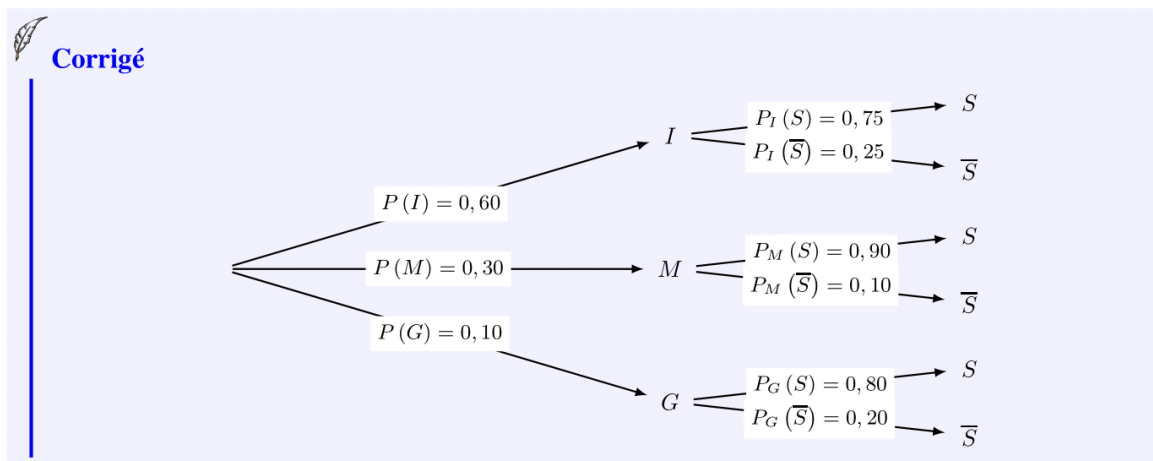 Corrigé
S
P_I (S) = 0, 75
I
P_I (S̅) = 0, 25
S̅
P (I) = 0, 60
S
P_M (S) = 0, 90
P (M) = 0, 30
M
P_M (S̅) = 0, 10
S̅
P (G) = 0, 10
S
P_G (S) = 0, 80
G
P_G (S̅) = 0, 20
S̅